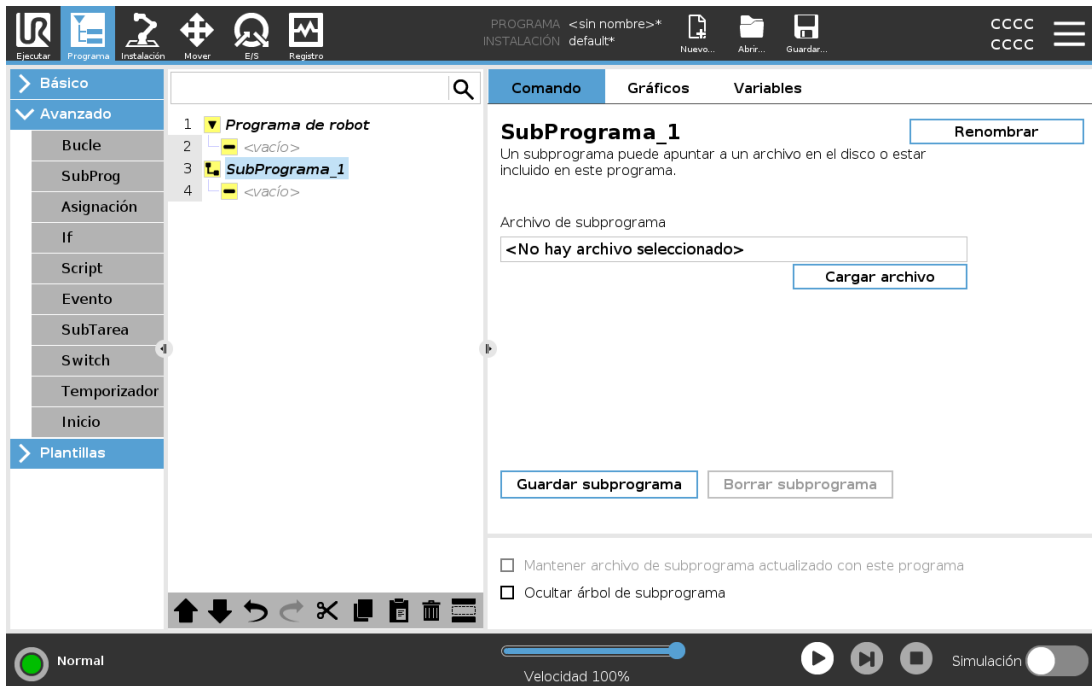 UR
Ejecutar
Programa
Instalación
Mover
E/S
Registro
PROGRAMA <sin nombre>*
INSTALACIÓN default*
Nuevo...
Abrir...
Guardar...
CCCC
CCCC
Básico
Avanzado
Bucle
SubProg
Asignación
If
Script
Evento
SubTarea
Switch
Temporizador
Inicio
Plantillas
1 Programa de robot
2 <vacío>
3 SubPrograma_1
4 <vacío>
Comando Gráficos Variables
SubPrograma_1
Renombrar
Un subprograma puede apuntar a un archivo en el disco o estar
incluido en este programa.
Archivo de subprograma
<No hay archivo seleccionado>
Cargar archivo
Guardar subprograma
Borrar subprograma
Mantener archivo de subprograma actualizado con este programa
Ocultar árbol de subprograma
Normal
Velocidad 100%
Simulación